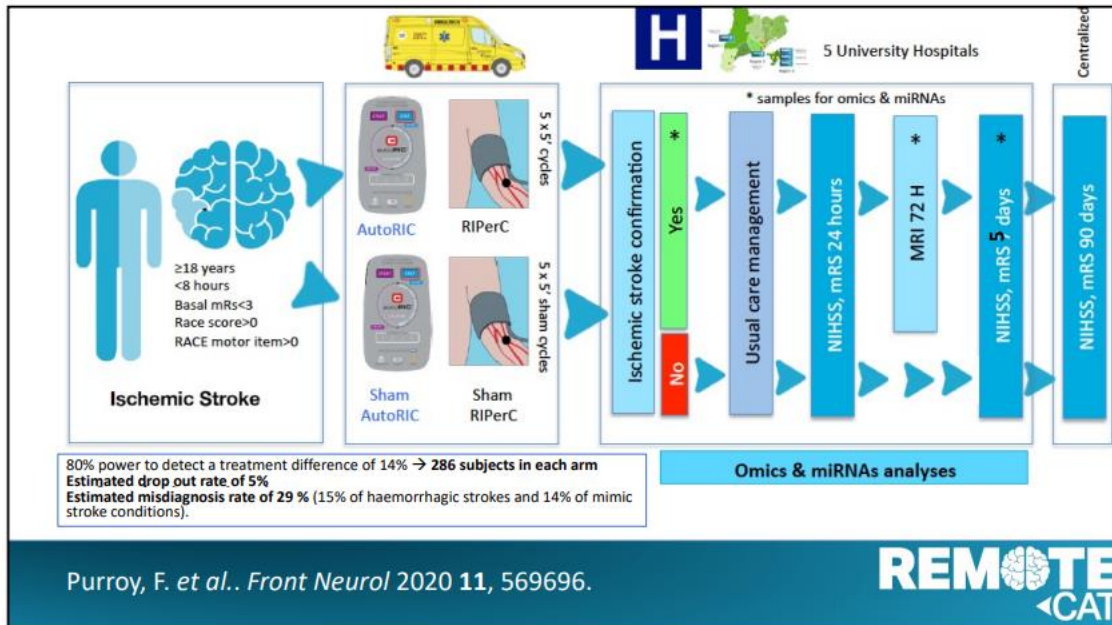 H
5 University Hospitals
Centralized
* samples for omics & miRNAs
5 x 5' cycles
AutoRIC
RIPerC
≥18 years
<8 hours
Basal mRs<3
Race score>0
RACE motor item>0
Ischemic Stroke
5 x 5' sham cycles
Sham
AutoRIC
Sham
RIPerC
Ischemic stroke confirmation
Yes
*
No
Usual care management
NIHSS, mRS 24 hours
MRI 72 H
*
NIHSS, mRS 5 days
*
NIHSS, mRS 90 days
Omics & miRNAs analyses
80% power to detect a treatment difference of 14% → 286 subjects in each arm
Estimated drop out rate of 5%
Estimated misdiagnosis rate of 29 % (15% of haemorrhagic strokes and 14% of mimic
stroke conditions).
Purroy, F. et al.. Front Neurol 2020 11, 569696.
REMOTE
CAT